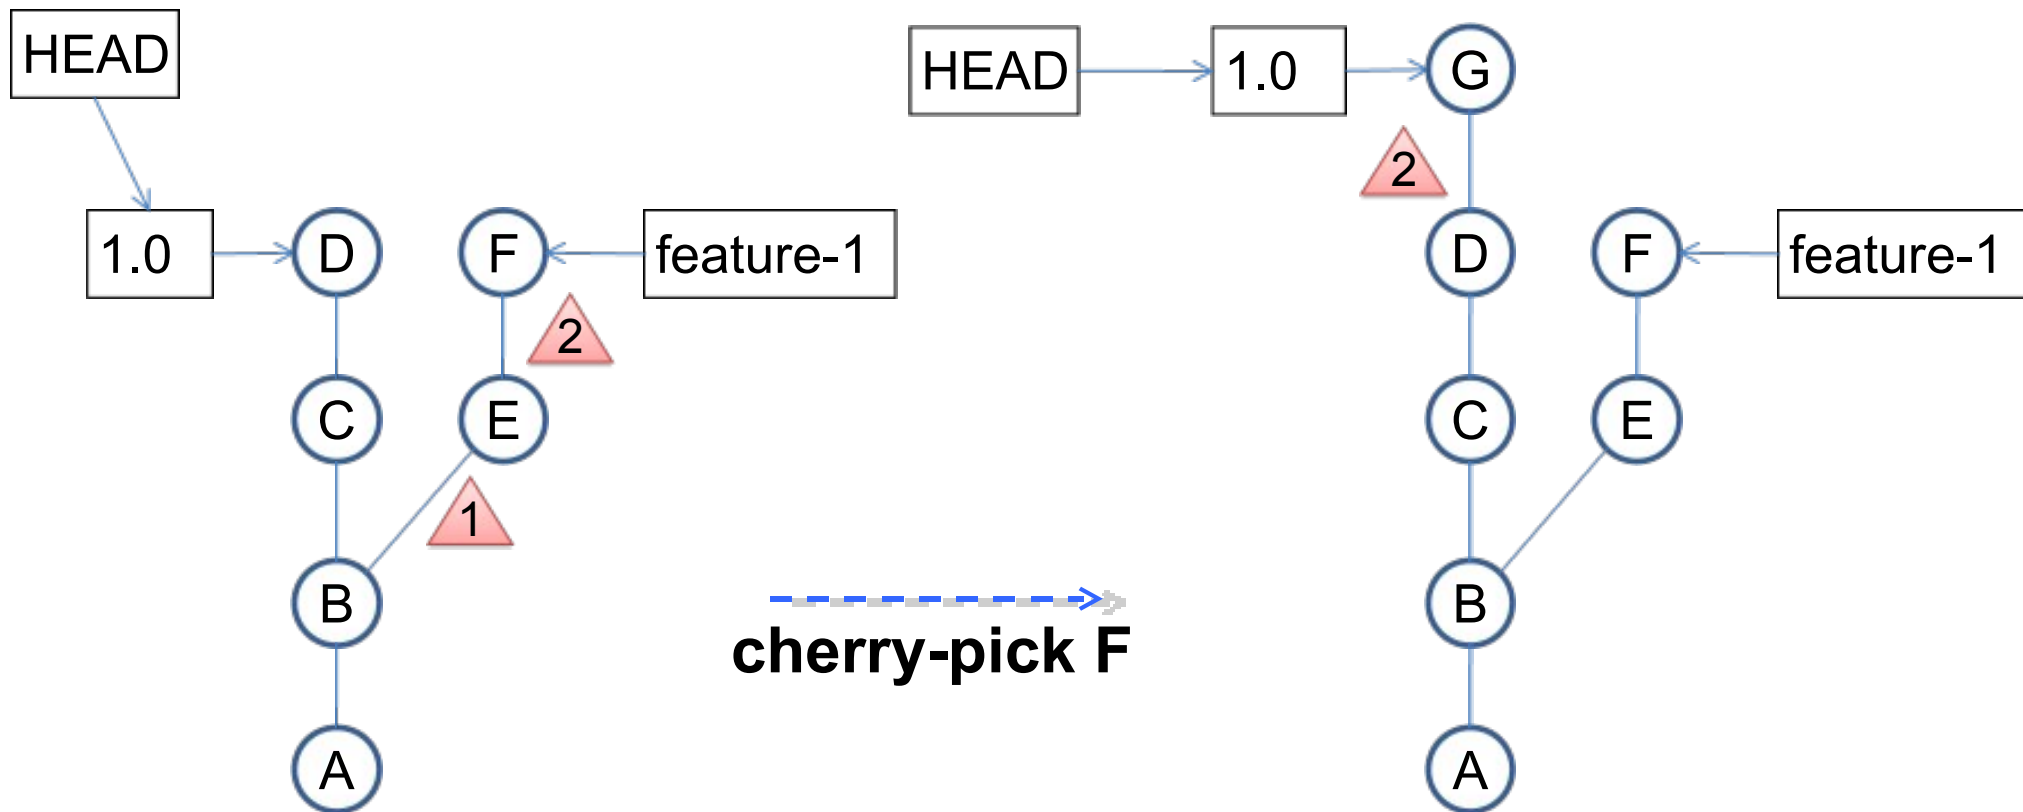 HEAD
1.0
D
F
feature-1
2
C
E
1
B
A
cherry-pick F
HEAD
1.0
G
2
D
F
feature-1
C
E
B
A